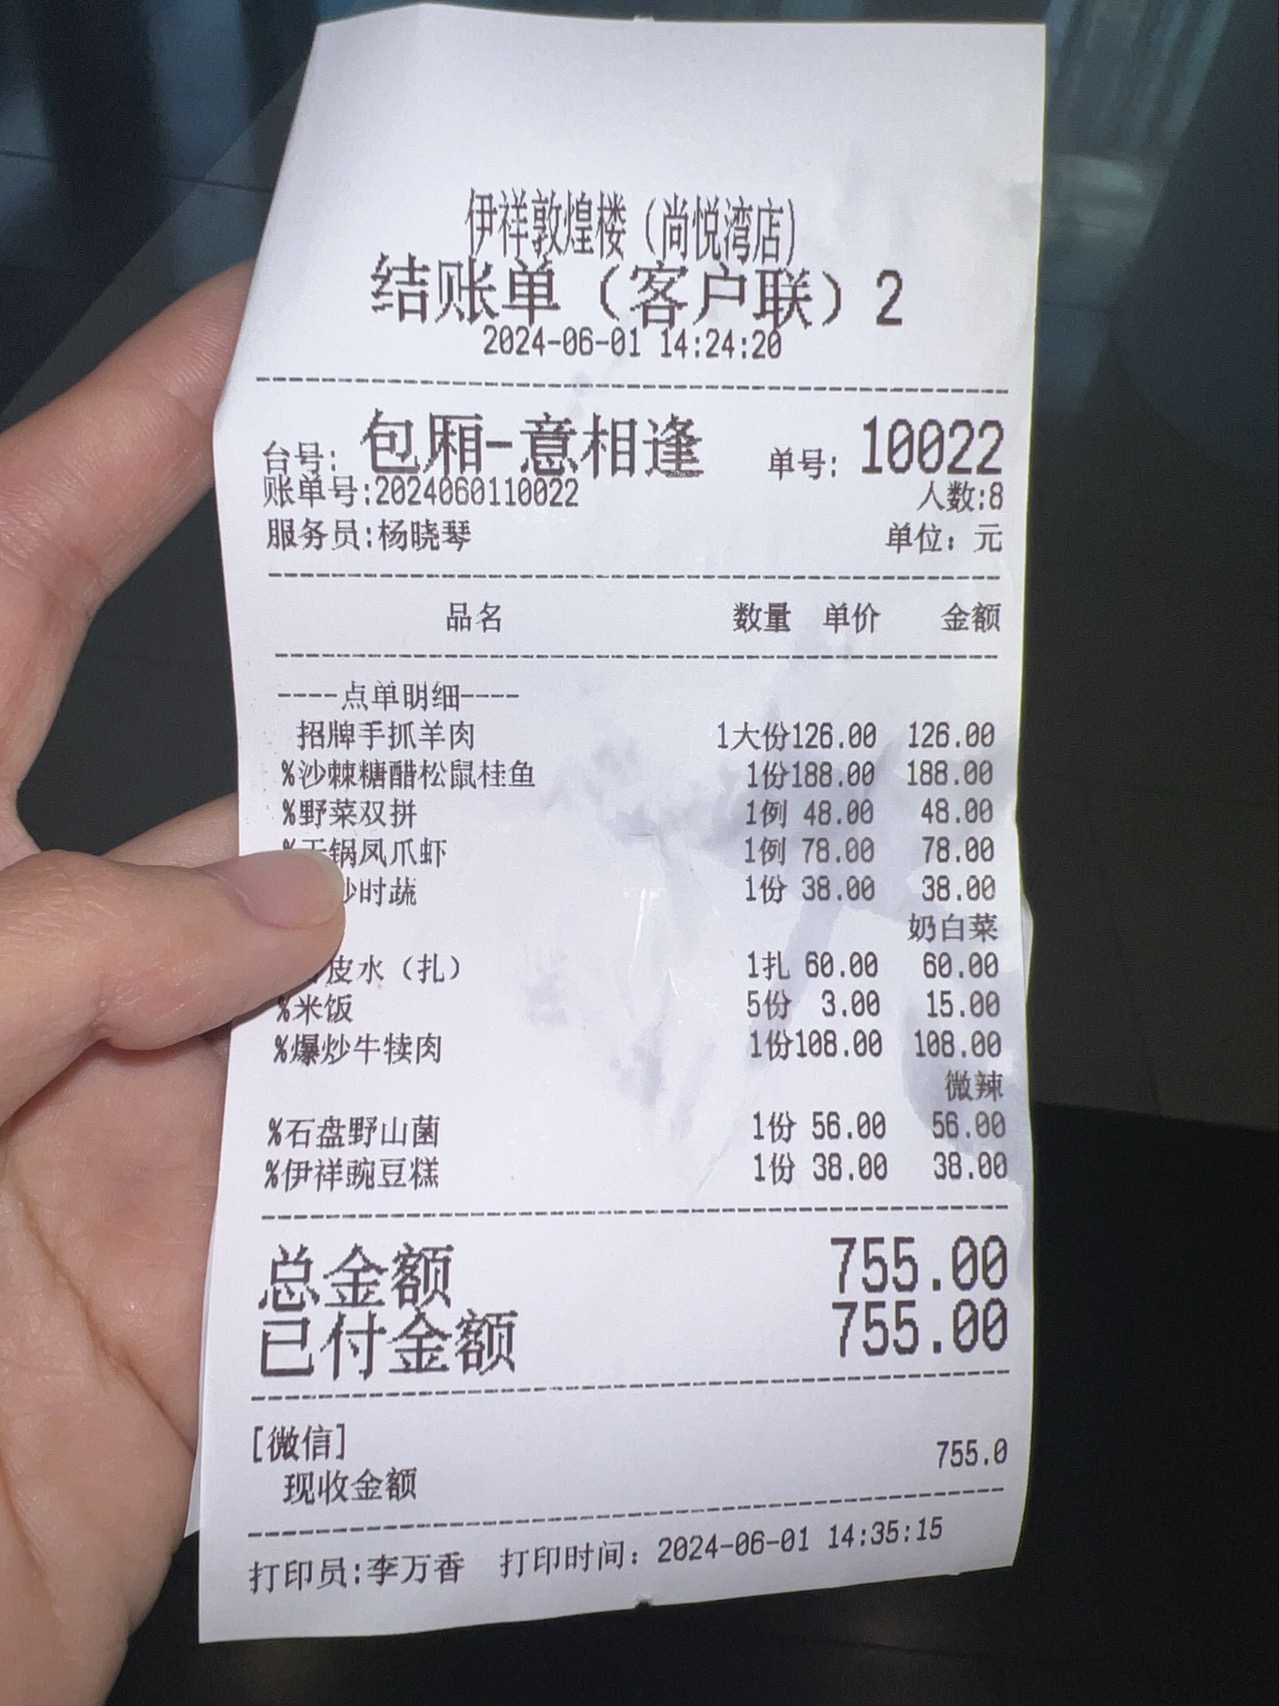 伊祥敦煌楼（尚悦湾店）
结账单（客户联）2
2024-06-01 14:24:20
台号: 包厢-意相逢 单号: 10022
账单号:2024060110022 人数:8
服务员:杨晓琴 单位: 元
品名 数量 单价 金额
----点单明细----
招牌手抓羊肉 1大份126.00 126.00
%沙棘糖醋松鼠桂鱼 1份188.00 188.00
%野菜双拼 1例 48.00 48.00
%干锅凤爪虾 1例 78.00 78.00
炒时蔬 1份 38.00 38.00
奶白菜
皮水（扎） 1扎 60.00 60.00
%米饭 5份 3.00 15.00
%爆炒牛犊肉 1份108.00 108.00
微辣
%石盘野山菌 1份 56.00 56.00
%伊祥豌豆糕 1份 38.00 38.00
总金额 755.00
已付金额 755.00
[微信]
现收金额 755.0
打印员:李万香 打印时间: 2024-06-01 14:35:15